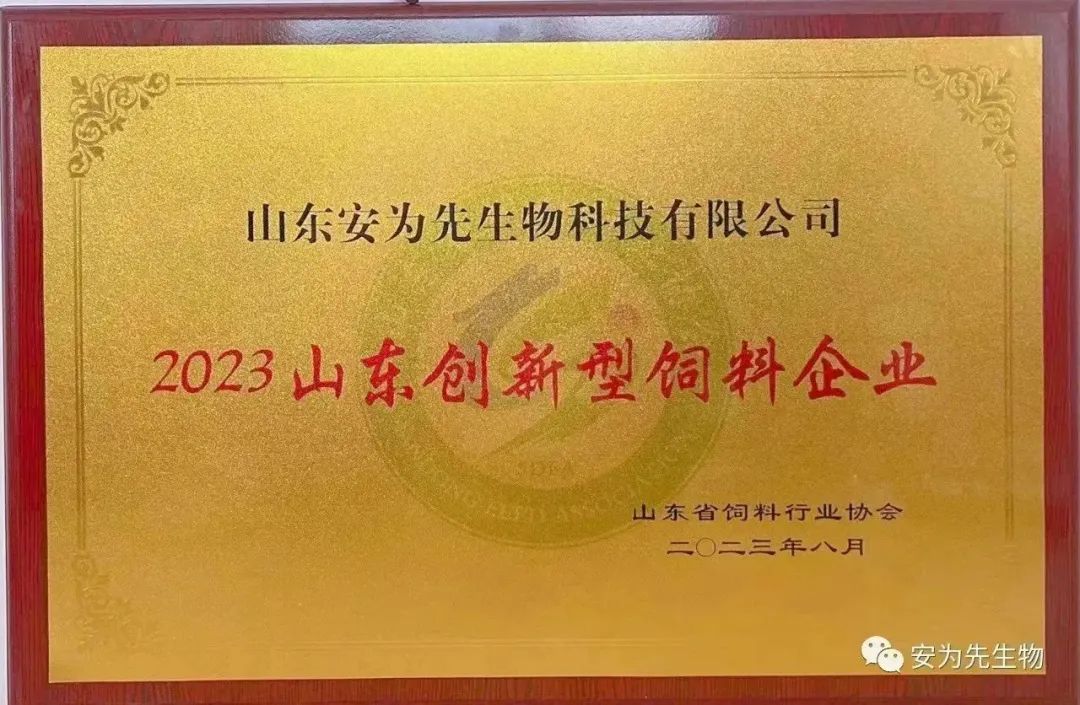 山东安为先生物科技有限公司
2023山东创新型饲料企业
山东省饲料行业协会
二〇二三年八月
安为先生物